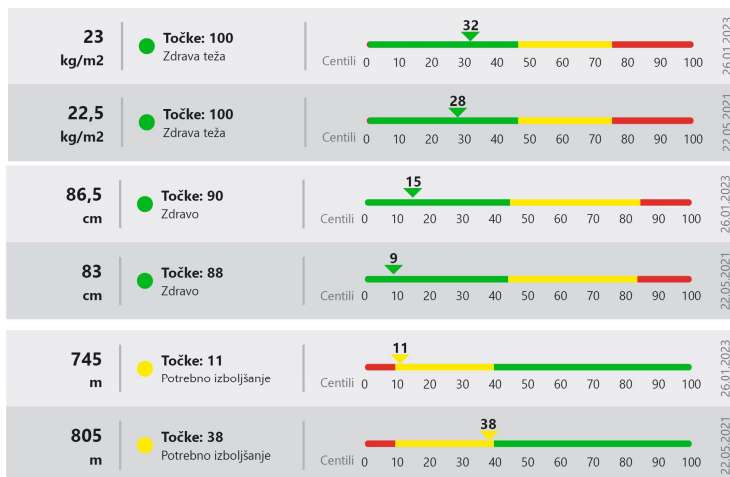 23
kg/m2
Točke: 100
Zdrava teža
32
Centili 0 10 20 30 40 50 60 70 80 90 100
26.01.2023
22,5
kg/m2
Točke: 100
Zdrava teža
28
Centili 0 10 20 30 40 50 60 70 80 90 100
22.05.2021
86,5
cm
Točke: 90
Zdravo
15
Centili 0 10 20 30 40 50 60 70 80 90 100
26.01.2023
83
cm
Točke: 88
Zdravo
9
Centili 0 10 20 30 40 50 60 70 80 90 100
22.05.2021
745
m
Točke: 11
Potrebno izboljšanje
11
Centili 0 10 20 30 40 50 60 70 80 90 100
26.01.2023
805
m
Točke: 38
Potrebno izboljšanje
38
Centili 0 10 20 30 40 50 60 70 80 90 100
22.05.2021